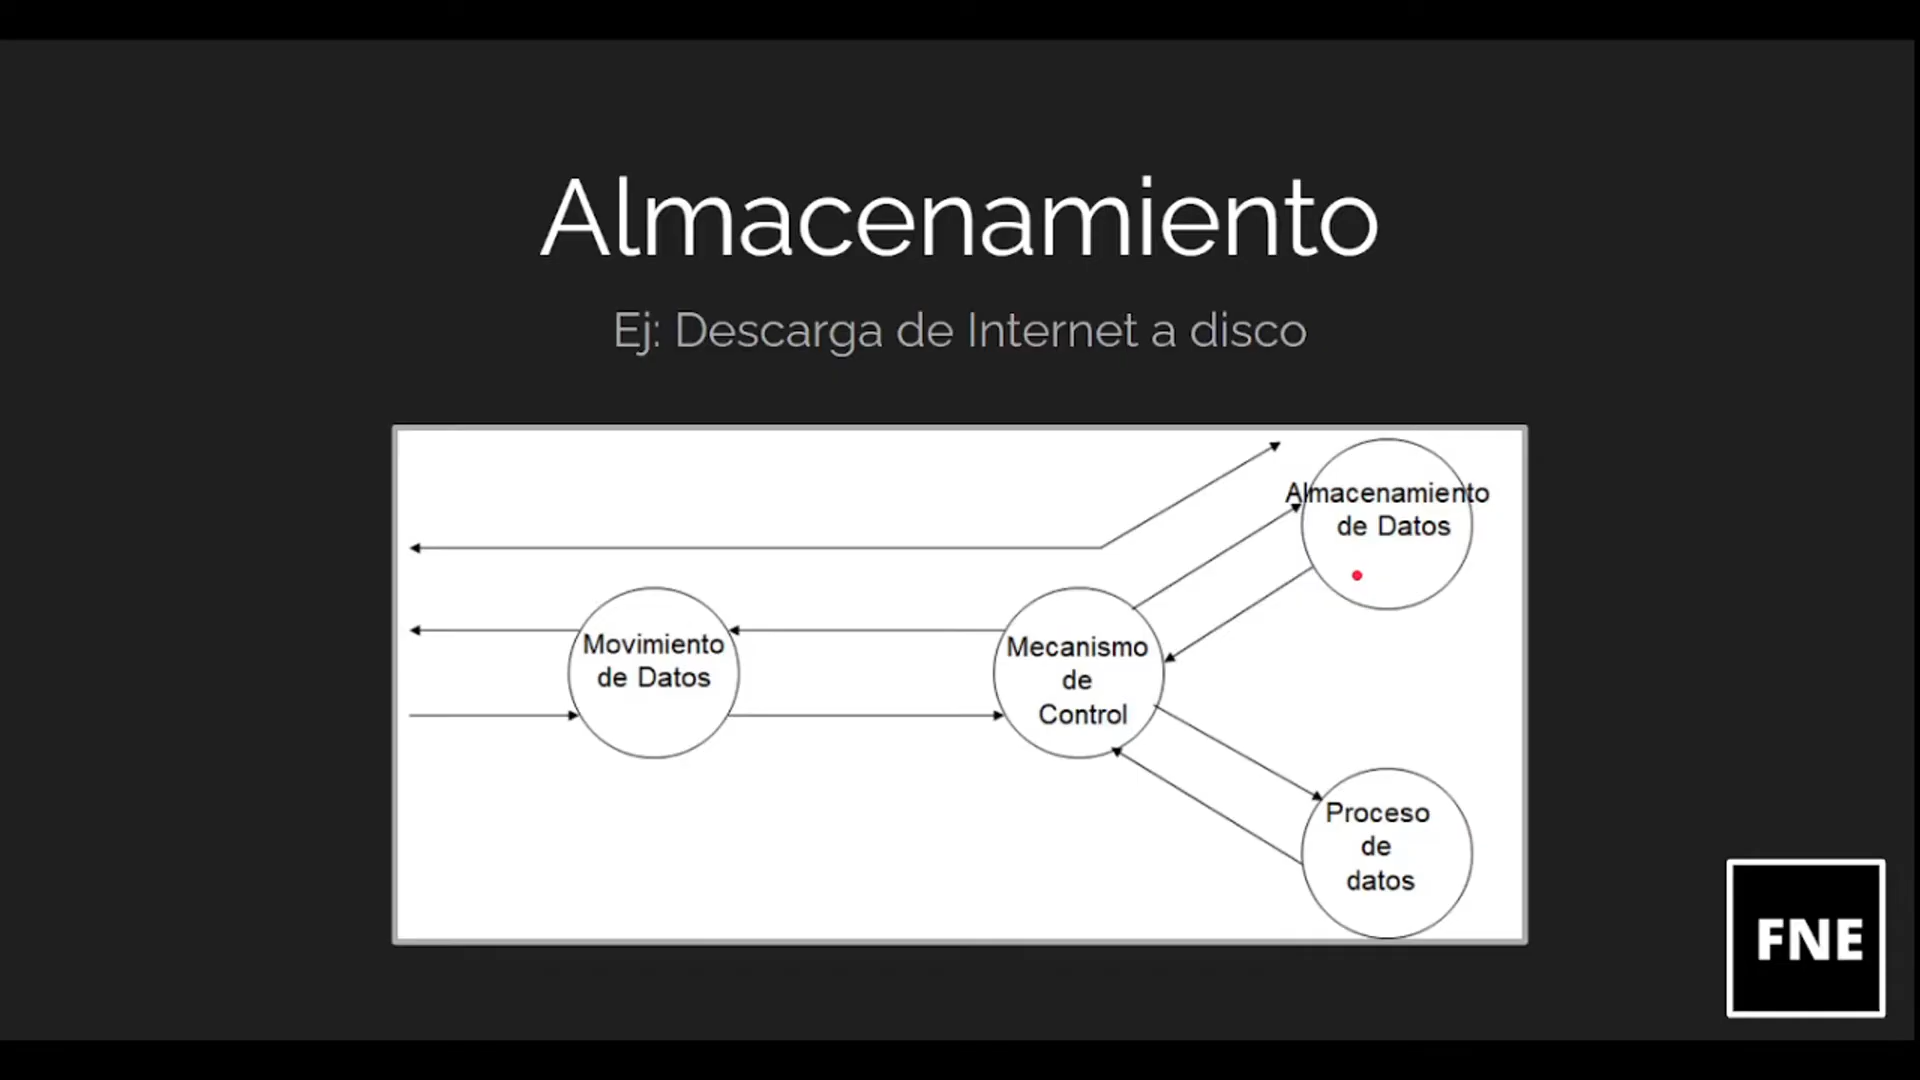 Almacenamiento
Ej: Descarga de Internet a disco
Almacenamiento
de Datos
Movimiento
de Datos
Mecanismo
de
Control
Proceso
de
datos
FNE